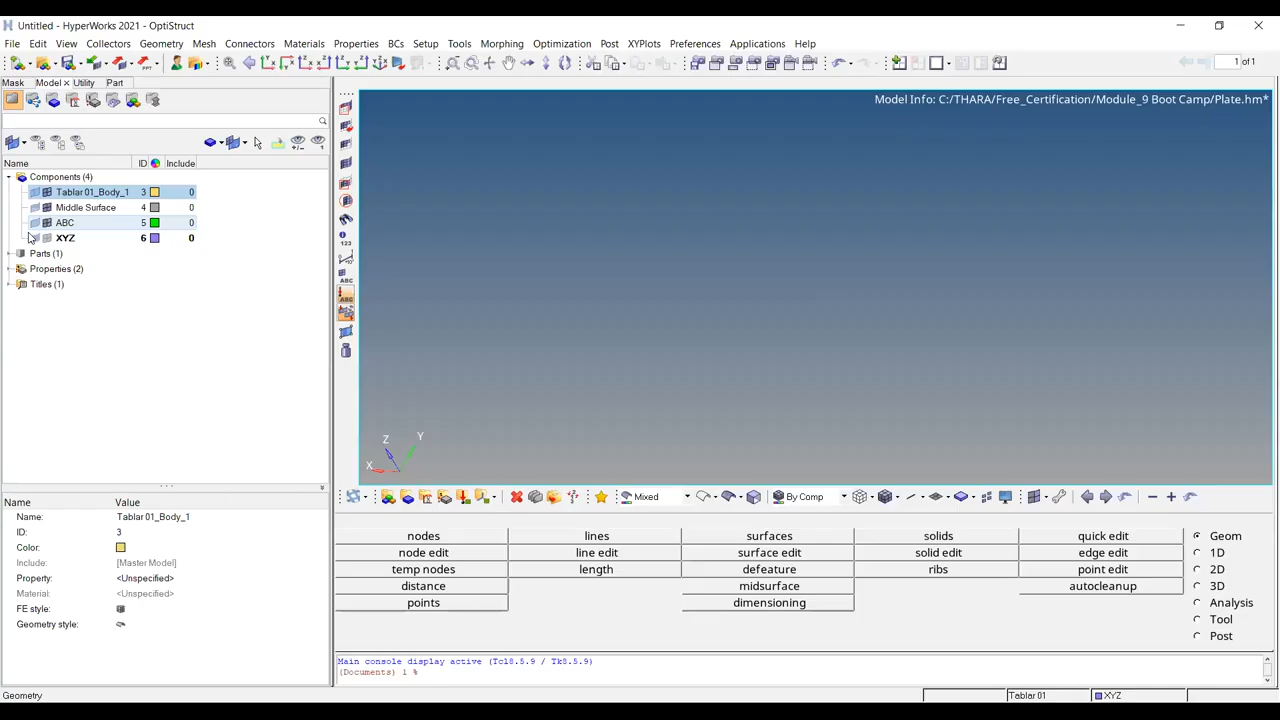 Untitled - HyperWorks 2021 - OptiStruct
File Edit View Collectors Geometry Mesh Connectors Materials Properties BCs Setup Tools Morphing Optimization Post XYPlots Preferences Applications Help
1 of 1
Mask Model × Utility Part
Model Info: C:/THARA/Free_Certification/Module_9 Boot Camp/Plate.hm*
Name ID Include
Components (4)
Tablar 01_Body_1 3 0
Middle Surface 4 0
ABC 5 0
XYZ 6 0
Parts (1)
Properties (2)
Titles (1)
123
ABC
ABC
Z Y
X
Mixed By Comp
Name Value
Name: Tablar 01_Body_1
ID: 3
Color:
Include: [Master Model]
Property: <Unspecified>
Material: <Unspecified>
FE style:
Geometry style:
nodes lines surfaces solids quick edit Geom
node edit line edit surface edit solid edit edge edit 1D
temp nodes length defeature ribs point edit 2D
distance midsurface autocleanup 3D
points dimensioning Analysis
Tool
Post
Main console display active (Tcl8.5.9 / Tk8.5.9)
(Documents) 1 %
Geometry Tablar 01 XYZ